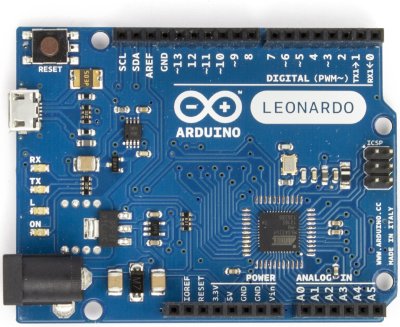 RESET
SCL
SDA
AREF
GND
~13
12
~11
~10
~9
8
7
~6
~5
4
~3
2
TX→1
RX←0
DIGITAL (PWM~)
ARDUINO
LEONARDO
ICSP
RX
TX
L
ON
WWW.ARDUINO.CC
MADE IN ITALY
POWER
ANALOG IN
IOREF
RESET
3.3V
5V
GND
GND
Vin
A0
A1
A2
A3
A4
A5